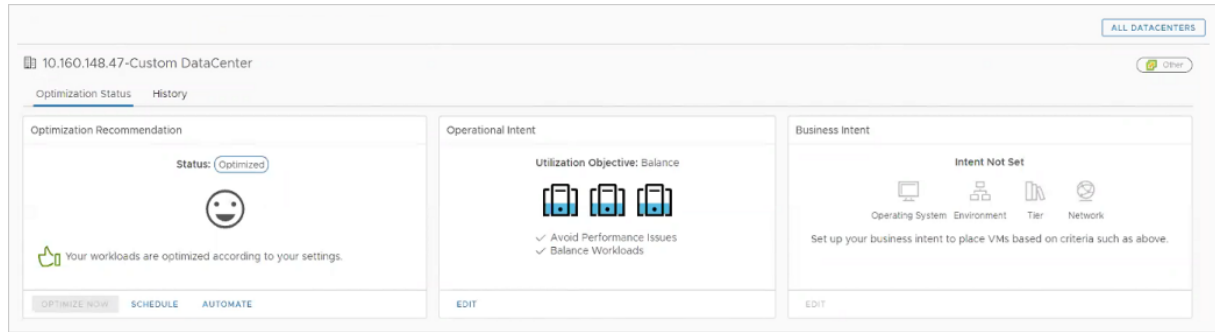 ALL DATACENTERS
10.160.148.47-Custom DataCenter
Other
Optimization Status History
Optimization Recommendation
Status: Optimized
Your workloads are optimized according to your settings.
OPTIMIZE NOW SCHEDULE AUTOMATE
Operational Intent
Utilization Objective: Balance
Avoid Performance Issues
Balance Workloads
EDIT
Business Intent
Intent Not Set
Operating System Environment Tier Network
Set up your business intent to place VMs based on criteria such as above.
EDIT